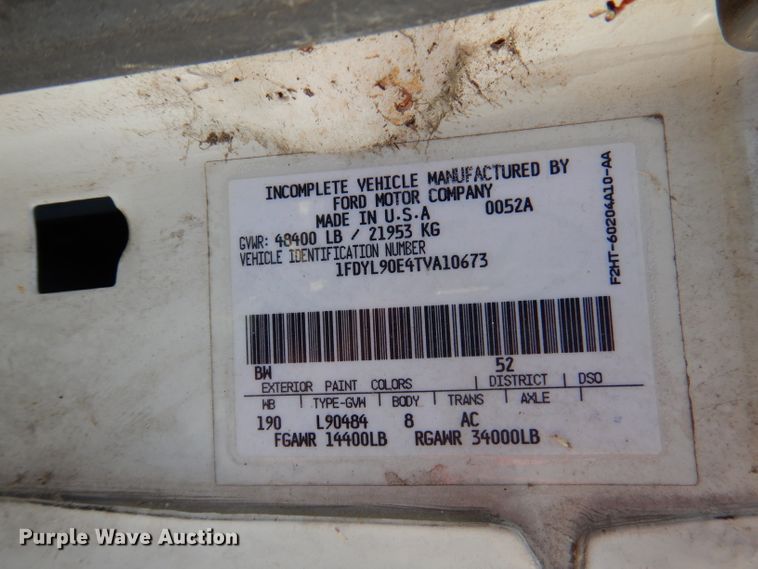 INCOMPLETE VEHICLE MANUFACTURED BY
FORD MOTOR COMPANY
MADE IN U.S.A 0052A
GVWR: 48400 LB / 21953 KG
VEHICLE IDENTIFICATION NUMBER
1FDYL90E4TVA10673
F2HT-60204A10-AA
BW 52
EXTERIOR PAINT COLORS DISTRICT DSO
WB TYPE-GVW BODY TRANS AXLE
190 L90484 8 AC
FGAWR 14400LB RGAWR 34000LB
Purple Wave Auction